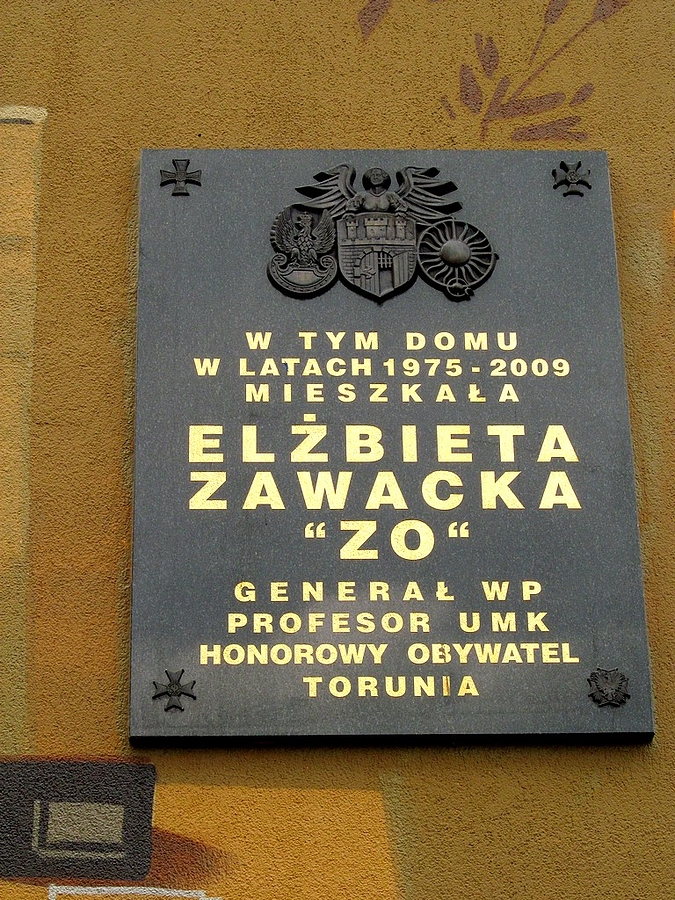 W TYM DOMU
W LATACH 1975 - 2009
MIESZKAŁA
ELŻBIETA
ZAWACKA
“ZO“
GENERAŁ WP
PROFESOR UMK
HONOROWY OBYWATEL
TORUNIA